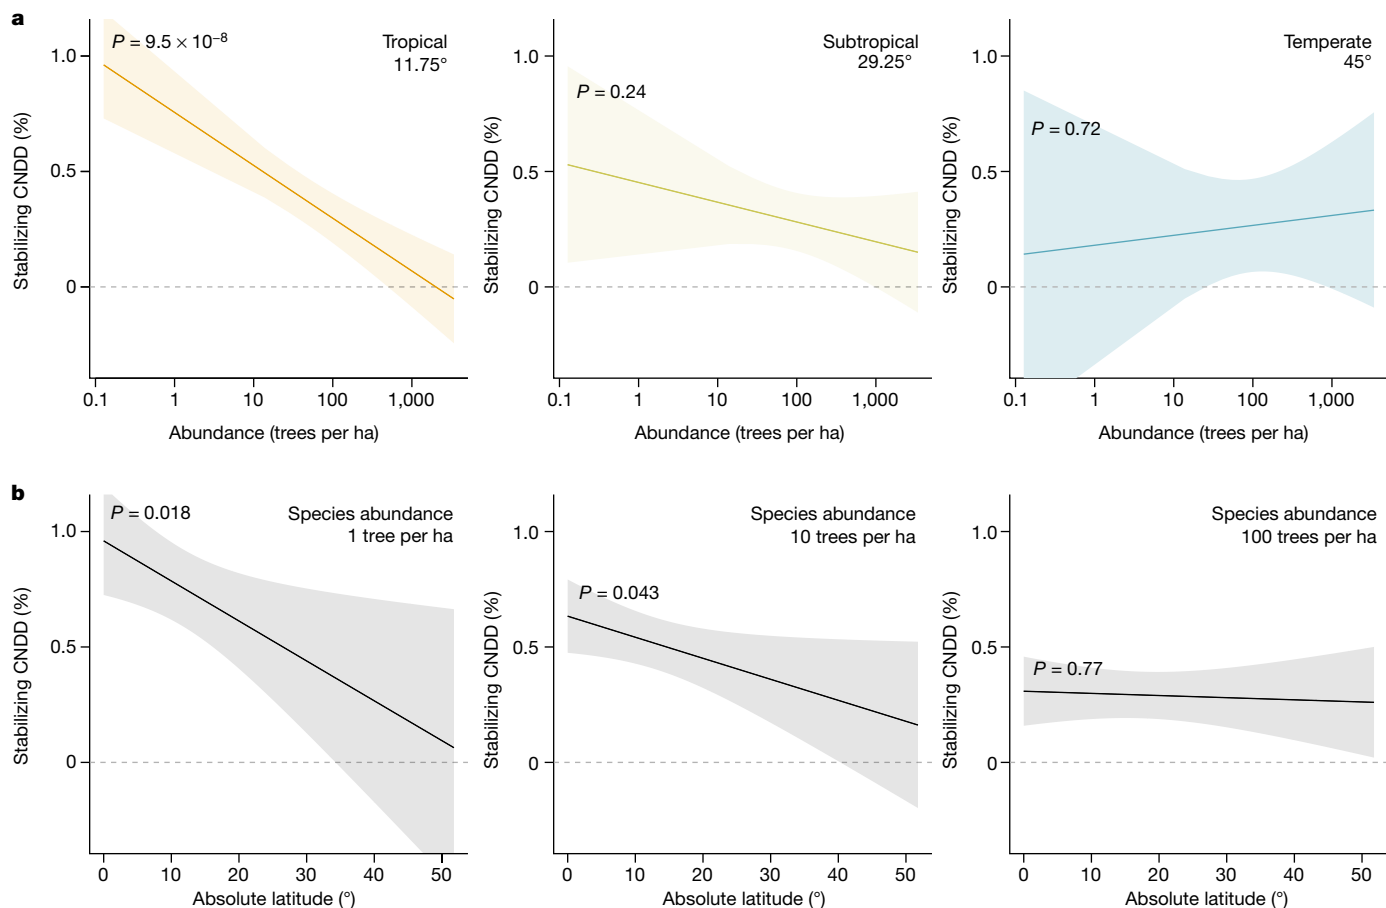 a
P = 9.5 × 10⁻⁸
Tropical
11.75°
1.0
0.5
0
Stabilizing CNDD (%)
0.1
1
10
100
1,000
Abundance (trees per ha)
P = 0.24
Subtropical
29.25°
1.0
0.5
0
Stabilizing CNDD (%)
0.1
1
10
100
1,000
Abundance (trees per ha)
P = 0.72
Temperate
45°
1.0
0.5
0
Stabilizing CNDD (%)
0.1
1
10
100
1,000
Abundance (trees per ha)
b
P = 0.018
Species abundance
1 tree per ha
1.0
0.5
0
Stabilizing CNDD (%)
0
10
20
30
40
50
Absolute latitude (°)
P = 0.043
Species abundance
10 trees per ha
1.0
0.5
0
Stabilizing CNDD (%)
0
10
20
30
40
50
Absolute latitude (°)
P = 0.77
Species abundance
100 trees per ha
1.0
0.5
0
Stabilizing CNDD (%)
0
10
20
30
40
50
Absolute latitude (°)